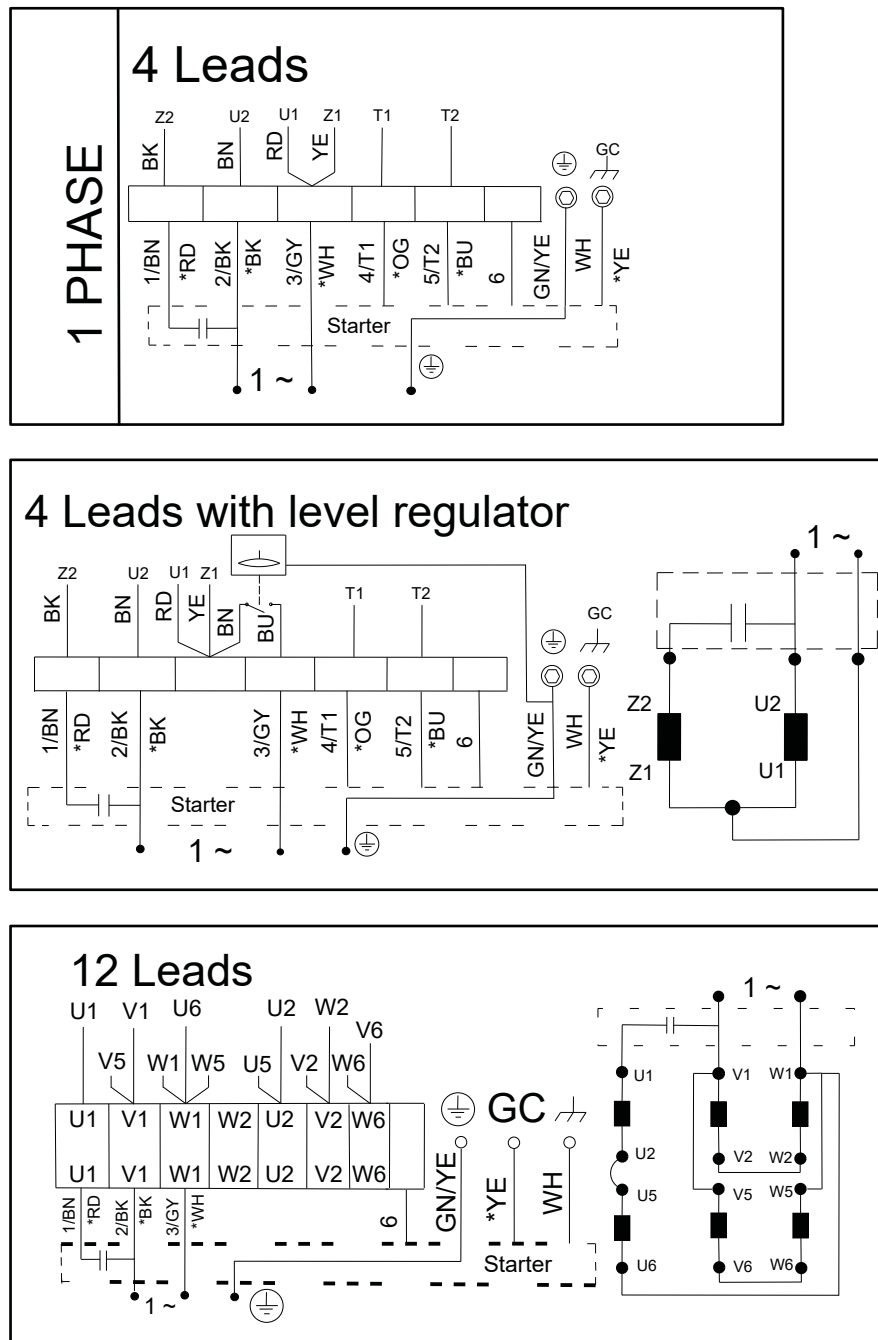 4 Leads
1 PHASE
Z2 U2 U1 Z1 T1 T2
GC
BK BN RD YE
1/BN *RD 2/BK *BK 3/GY *WH 4/T1 *OG 5/T2 *BU 6 GN/YE WH *YE
Starter
1 ~
4 Leads with level regulator
1 ~
Z2 U2 U1 Z1 T1 T2
BK BN RD YE BN BU
GC
1/BN *RD 2/BK *BK 3/GY *WH 4/T1 *OG 5/T2 *BU 6 GN/YE WH *YE
Z2 U2
Z1 U1
Starter
1 ~
12 Leads
1 ~
U1 V1 U6 U2 W2
V6
V5 W1 W5 U5 V2 W6
U1 V1 W1 W2 U2 V2 W6
GC
U1 V1 W1 W2 U2 V2 W6
1/BN *RD 2/BK *BK 3/GY *WH 6 GN/YE *YE WH
Starter
1 ~
U1 V1 W1
U2 V2 W2
U5 V5 W5
U6 V6 W6